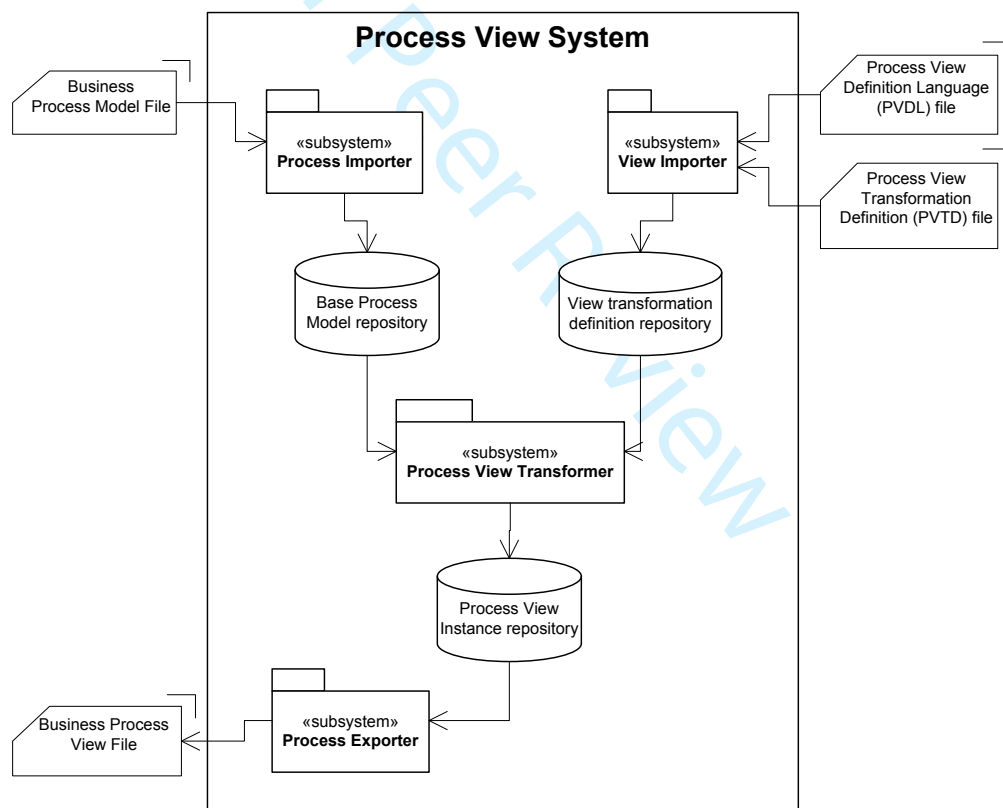 Process View System
Business
Process Model File
Process View
Definition Language
(PVDL) file
«subsystem»
Process Importer
«subsystem»
View Importer
Process View
Transformation
Definition (PVTD) file
Base Process
Model repository
View transformation
definition repository
«subsystem»
Process View Transformer
Process View
Instance repository
«subsystem»
Process Exporter
Business Process
View File
Peer Review